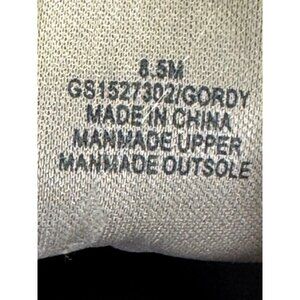 8.5M
GS1527302/GORDY
MADE IN CHINA
MANMADE UPPER
MANMADE OUTSOLE